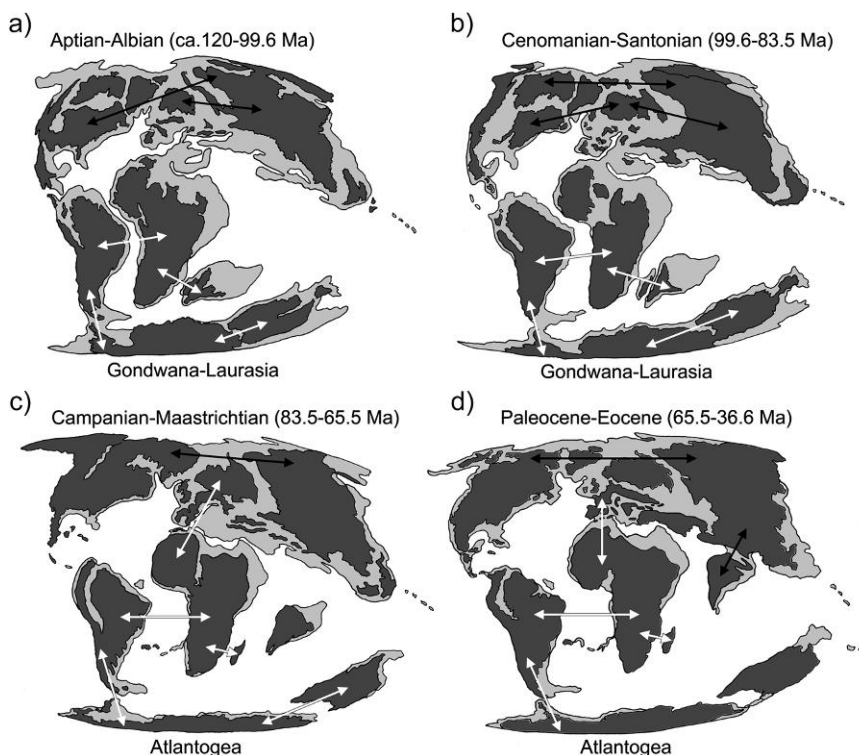 a)
Aptian-Albian (ca.120-99.6 Ma)
Gondwana-Laurasia
b)
Cenomanian-Santonian (99.6-83.5 Ma)
Gondwana-Laurasia
c)
Campanian-Maastrichtian (83.5-65.5 Ma)
Atlantogea
d)
Paleocene-Eocene (65.5-36.6 Ma)
Atlantogea